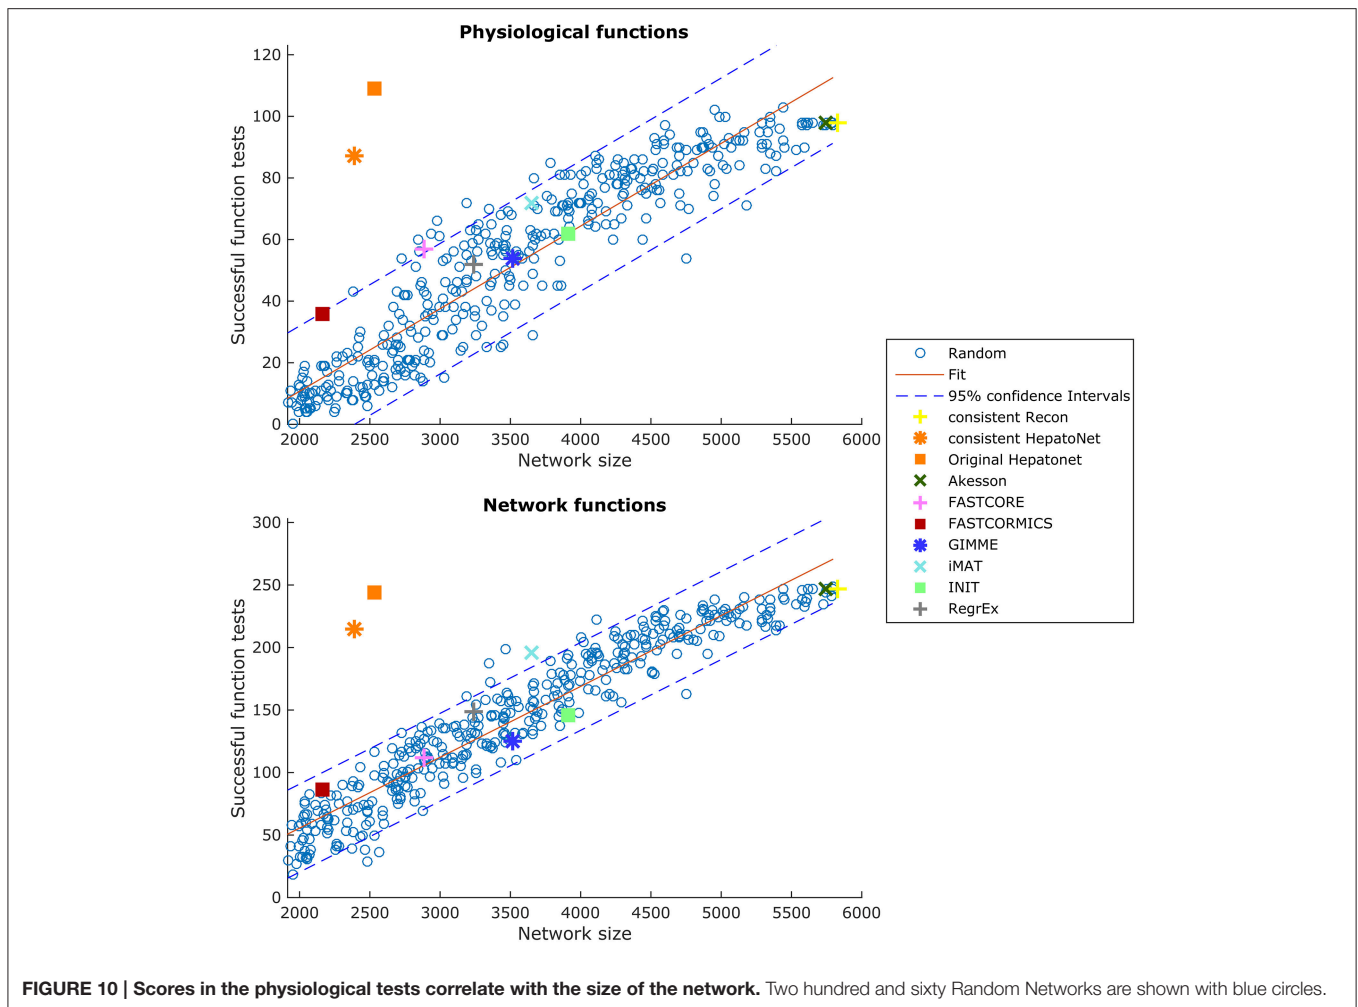 Physiological functions
120
100
80
60
40
20
0
Successful function tests
2000 2500 3000 3500 4000 4500 5000 5500 6000
Network size
Random
Fit
95% confidence Intervals
consistent Recon
consistent HepatoNet
Original Hepatonet
Akesson
FASTCORE
FASTCORMICS
GIMME
iMAT
INIT
RegrEx
Network functions
300
250
200
150
100
50
0
Successful function tests
2000 2500 3000 3500 4000 4500 5000 5500 6000
Network size
FIGURE 10 | Scores in the physiological tests correlate with the size of the network. Two hundred and sixty Random Networks are shown with blue circles.